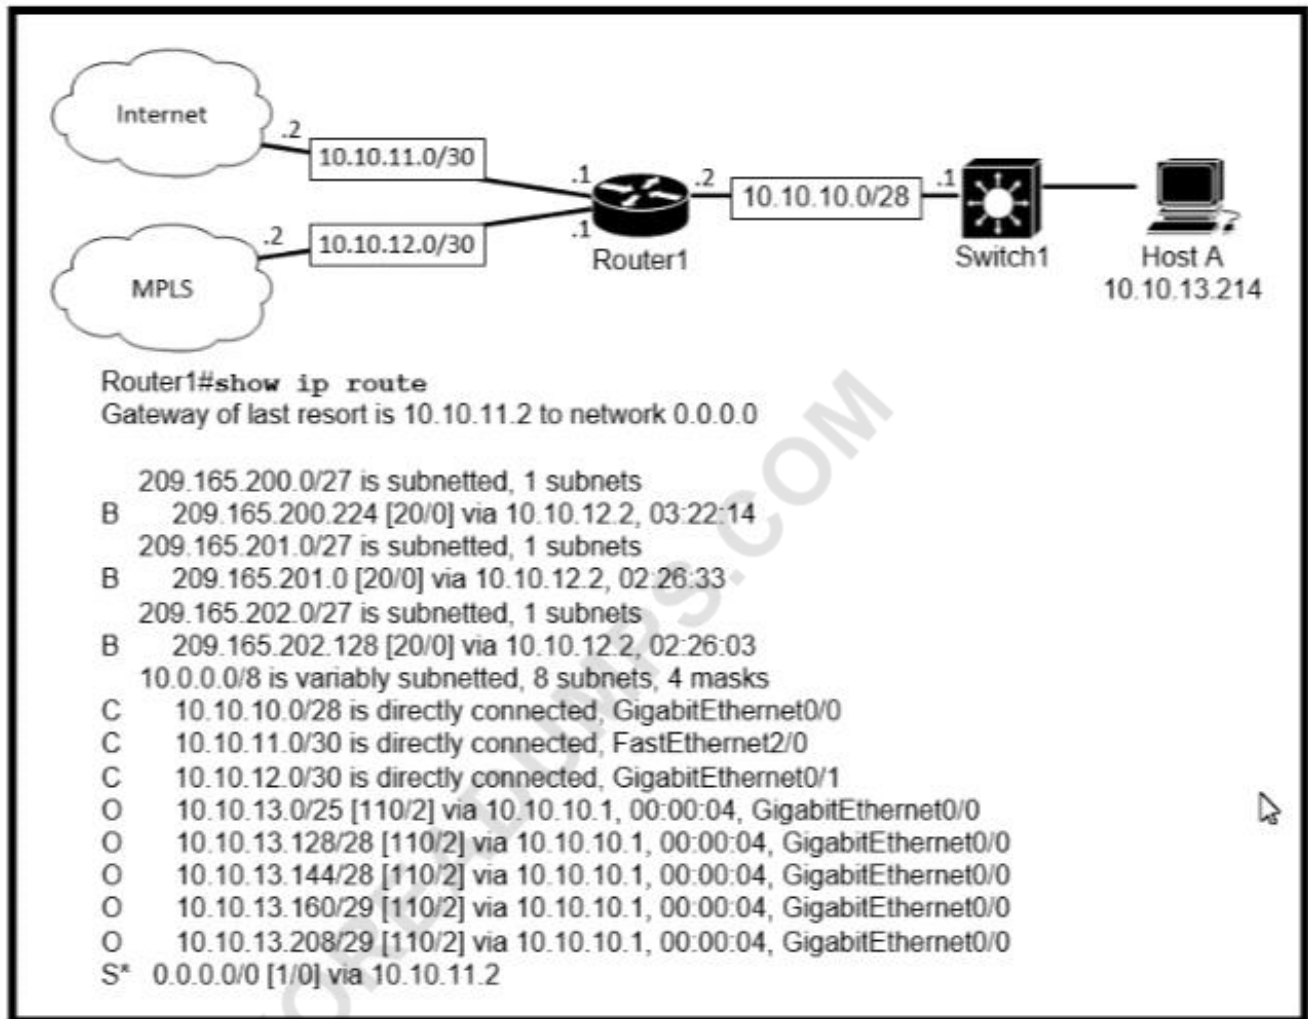 Internet
.2
10.10.11.0/30
.1
.2
10.10.10.0/28
.1
.2
10.10.12.0/30
.1
Router1
Switch1
Host A
10.10.13.214
MPLS
Router1#show ip route
Gateway of last resort is 10.10.11.2 to network 0.0.0.0
209.165.200.0/27 is subnetted, 1 subnets
B 209.165.200.224 [20/0] via 10.10.12.2, 03:22:14
209.165.201.0/27 is subnetted, 1 subnets
B 209.165.201.0 [20/0] via 10.10.12.2, 02:26:33
209.165.202.0/27 is subnetted, 1 subnets
B 209.165.202.128 [20/0] via 10.10.12.2, 02:26:03
10.0.0.0/8 is variably subnetted, 8 subnets, 4 masks
C 10.10.10.0/28 is directly connected, GigabitEthernet0/0
C 10.10.11.0/30 is directly connected, FastEthernet2/0
C 10.10.12.0/30 is directly connected, GigabitEthernet0/1
O 10.10.13.0/25 [110/2] via 10.10.10.1, 00:00:04, GigabitEthernet0/0
O 10.10.13.128/28 [110/2] via 10.10.10.1, 00:00:04, GigabitEthernet0/0
O 10.10.13.144/28 [110/2] via 10.10.10.1, 00:00:04, GigabitEthernet0/0
O 10.10.13.160/29 [110/2] via 10.10.10.1, 00:00:04, GigabitEthernet0/0
O 10.10.13.208/29 [110/2] via 10.10.10.1, 00:00:04, GigabitEthernet0/0
S* 0.0.0.0/0 [1/0] via 10.10.11.2